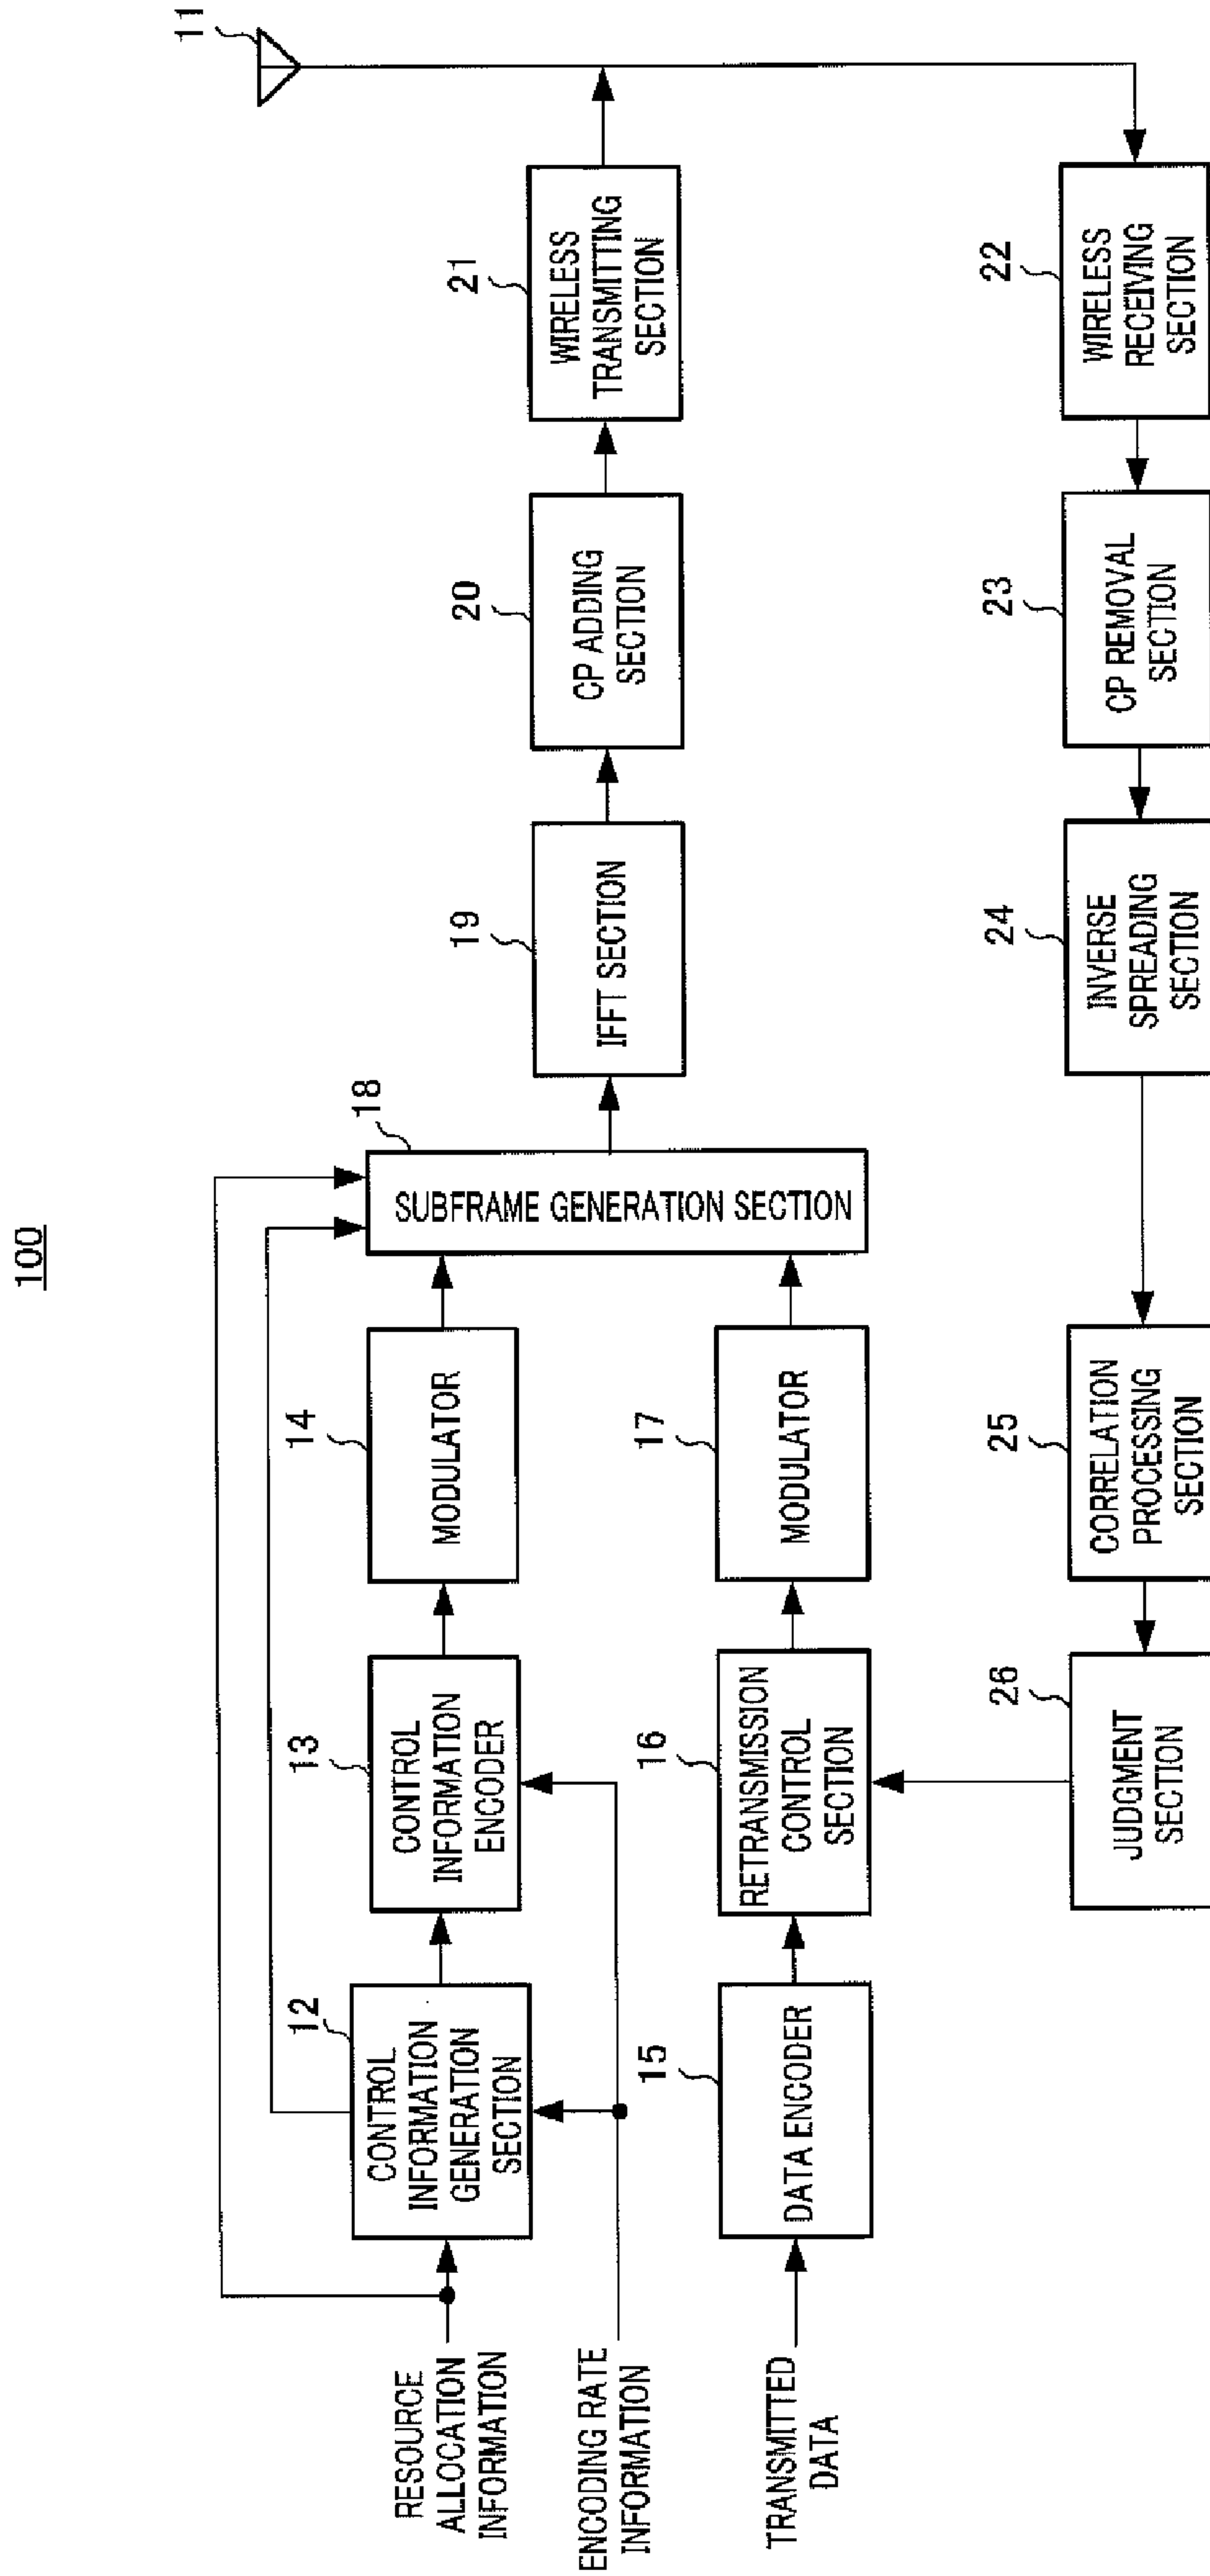 100
11
RESOURCE
ALLOCATION
INFORMATION
ENCODING RATE
INFORMATION
TRANSMITTED
DATA
12
CONTROL
INFORMATION
GENERATION
SECTION
13
CONTROL
INFORMATION
ENCODER
14
MODULATOR
15
DATA ENCODER
16
RETRANSMISSION
CONTROL
SECTION
17
MODULATOR
18
SUBFRAME GENERATION SECTION
19
IFFT SECTION
20
CP ADDING
SECTION
21
WIRELESS
TRANSMITTING
SECTION
22
WIRELESS
RECEIVING
SECTION
23
CP REMOVAL
SECTION
24
INVERSE
SPREADING
SECTION
25
CORRELATION
PROCESSING
SECTION
26
JUDGMENT
SECTION